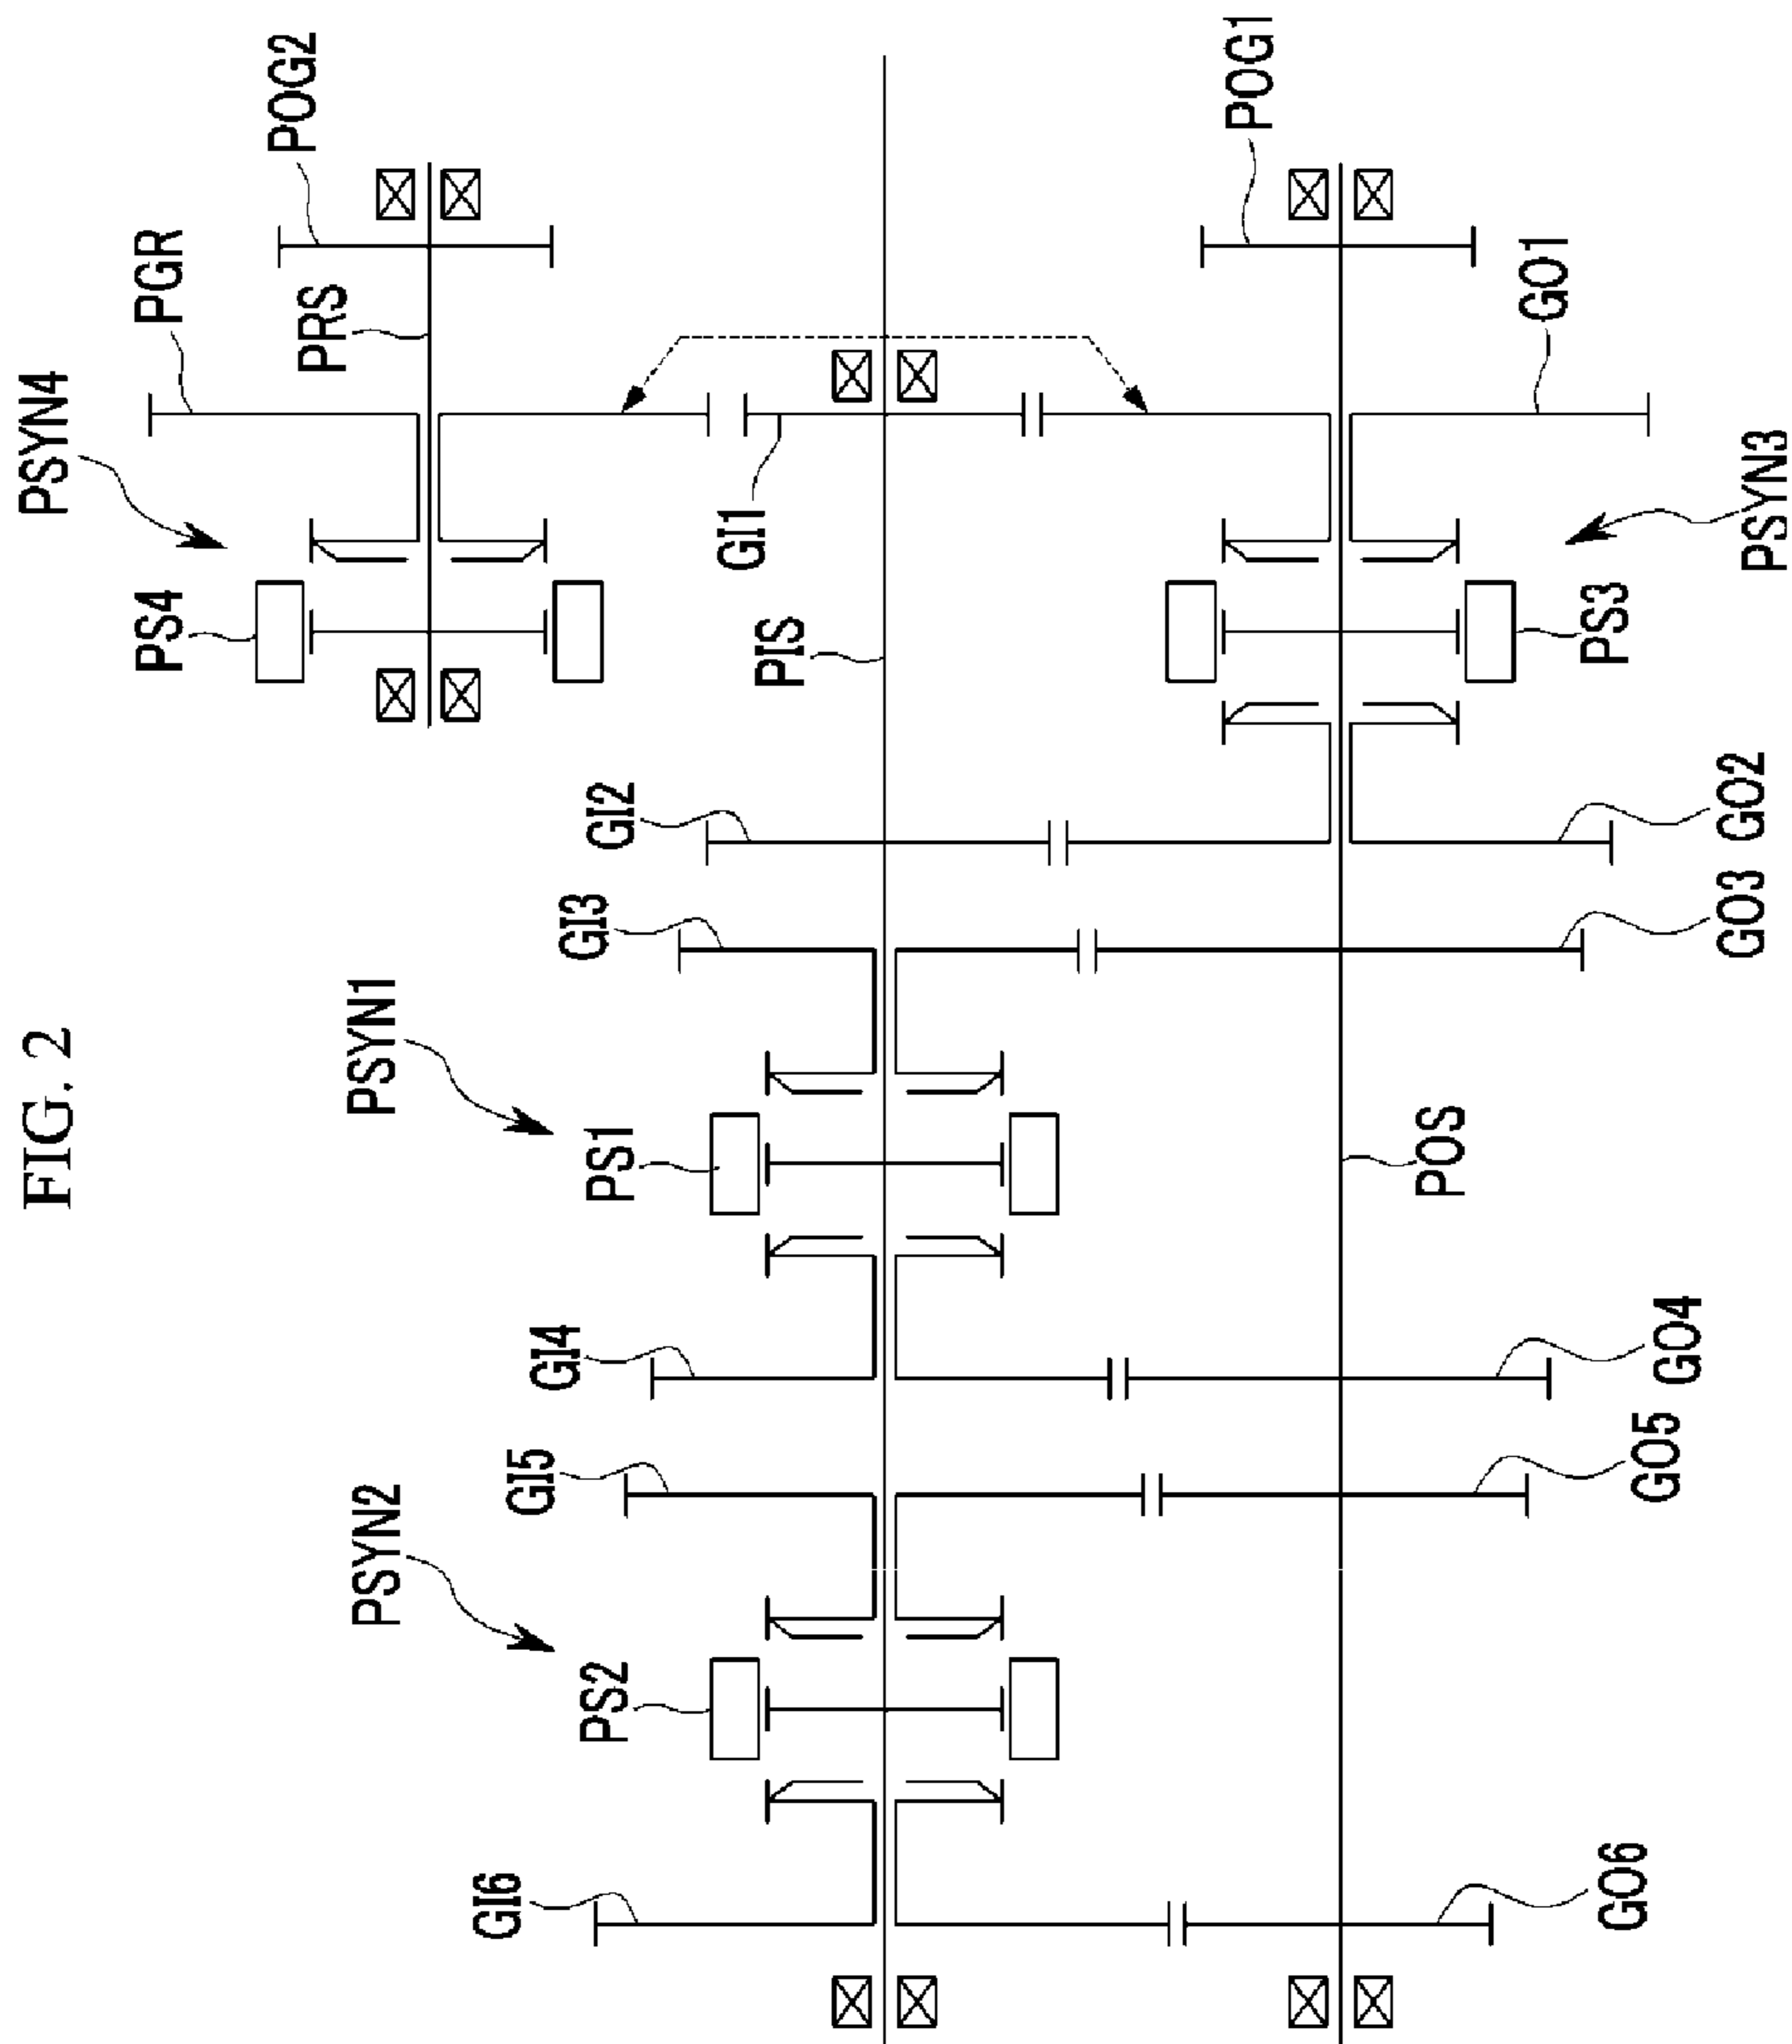 FIG. 2
PSYN2
PSYN1
PSYN4
PS4
PGR
PRS
POG2
GI6
PS2
GI5
GI4
PS1
GI3
GI2
PIS
GI1
POG1
POS
GO6
GO5
GO4
GO3
GO2
PS3
GO1
PSYN3